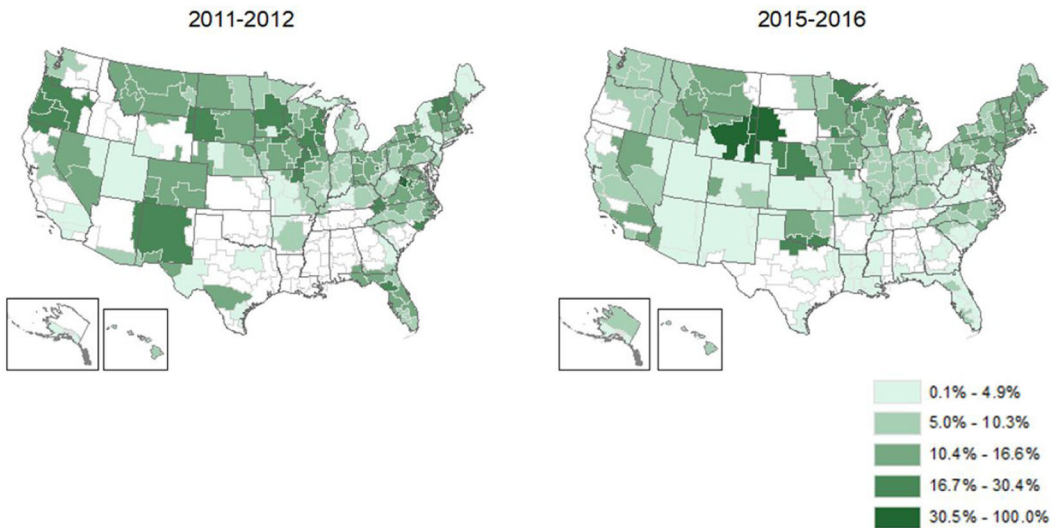 2011-2012
2015-2016
0.1% - 4.9%
5.0% - 10.3%
10.4% - 16.6%
16.7% - 30.4%
30.5% - 100.0%